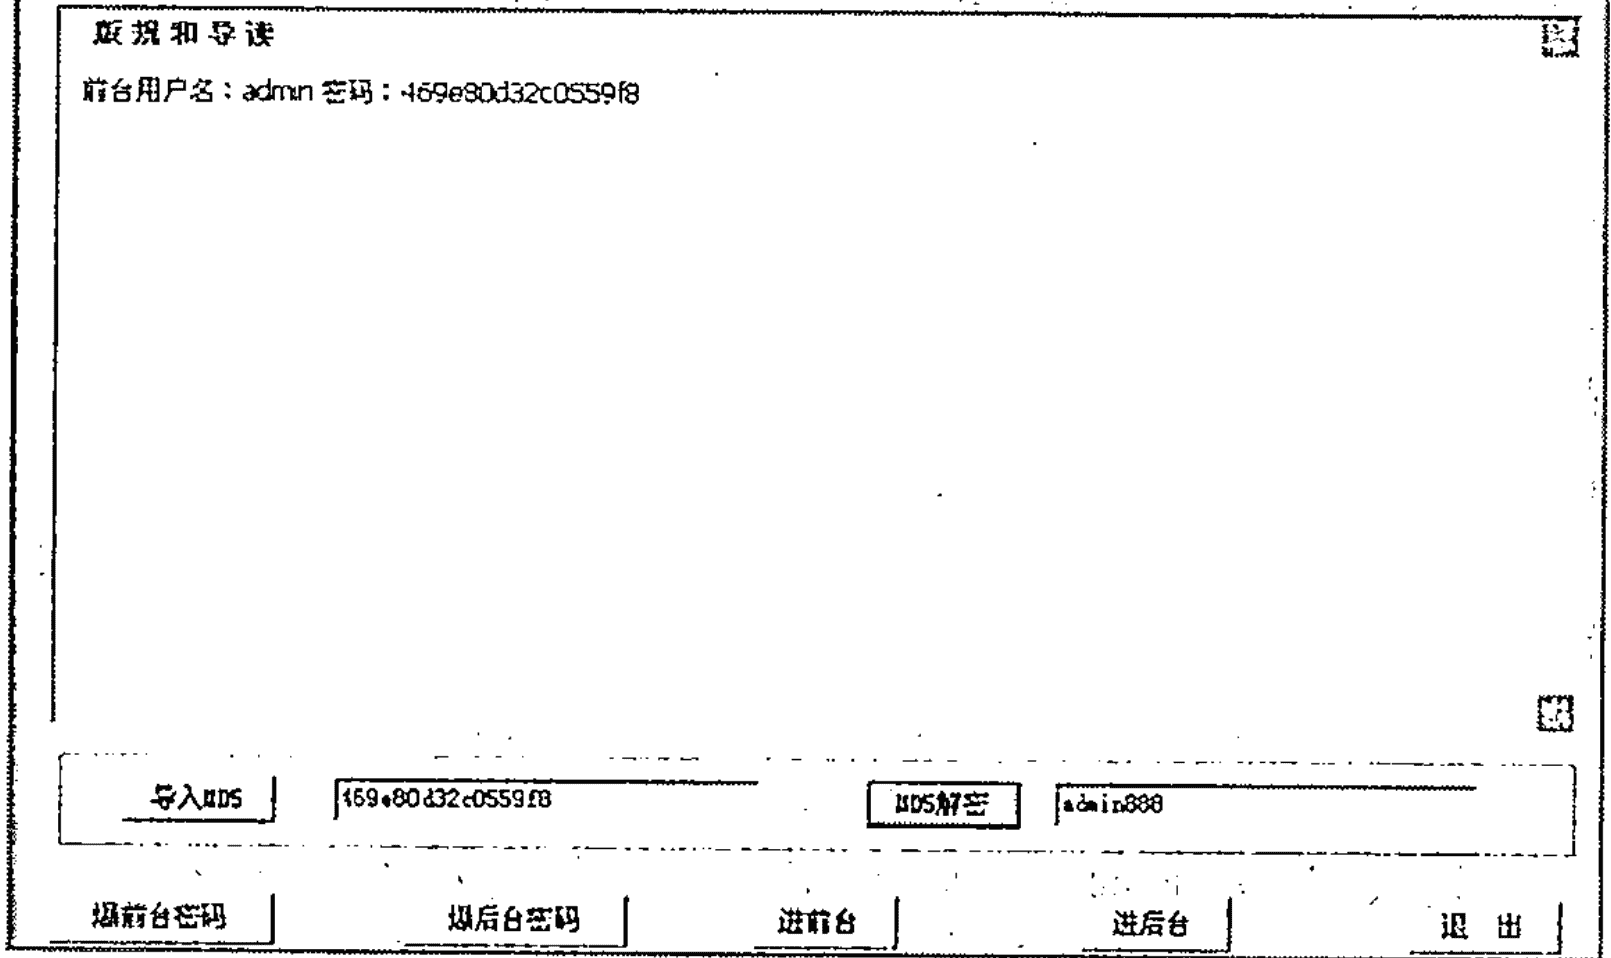 版规和导读
前台用户名：admin 密码：469e80d32c0559f8
导入MD5 469e80d32c0559f8 MD5解密 admin888
爆前台密码 爆后台密码 进前台 进后台 退 出